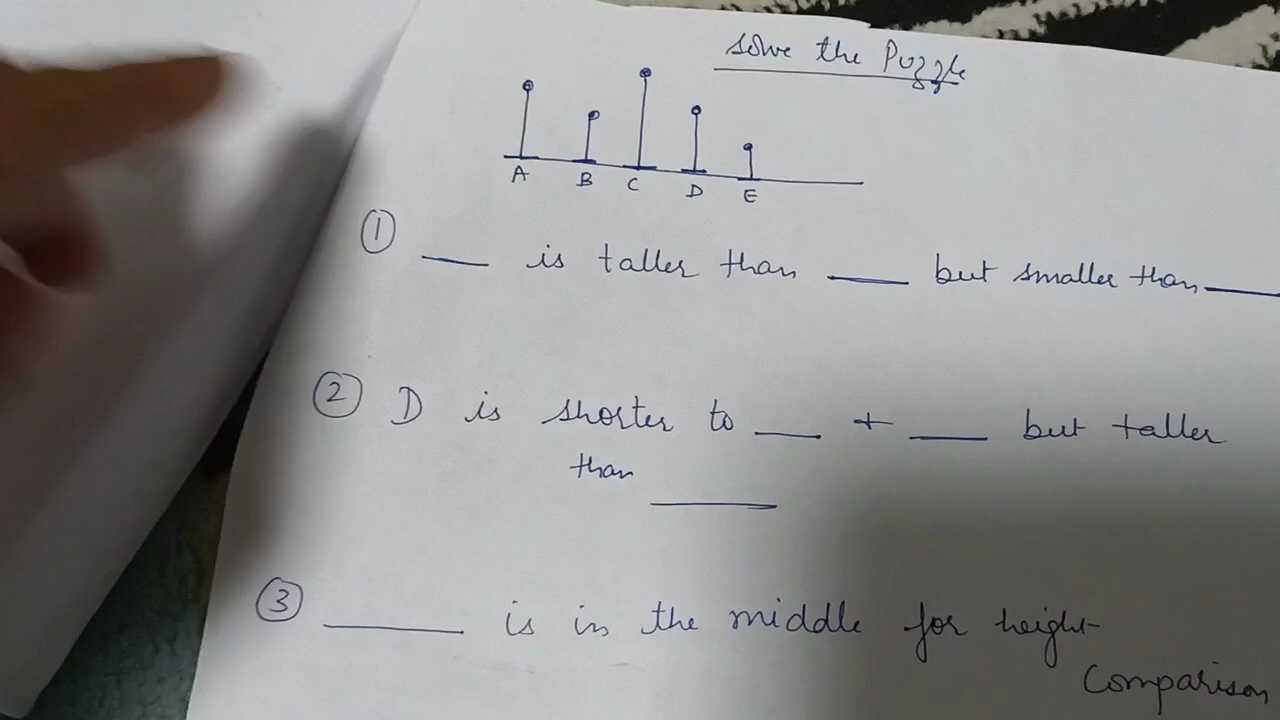 Solve the Puzzle
A B C D E
① ___ is taller than ___ but smaller than ___
② D is shorter to ___ + ___ but taller
than ___
③ ___ is in the middle for height
Comparison